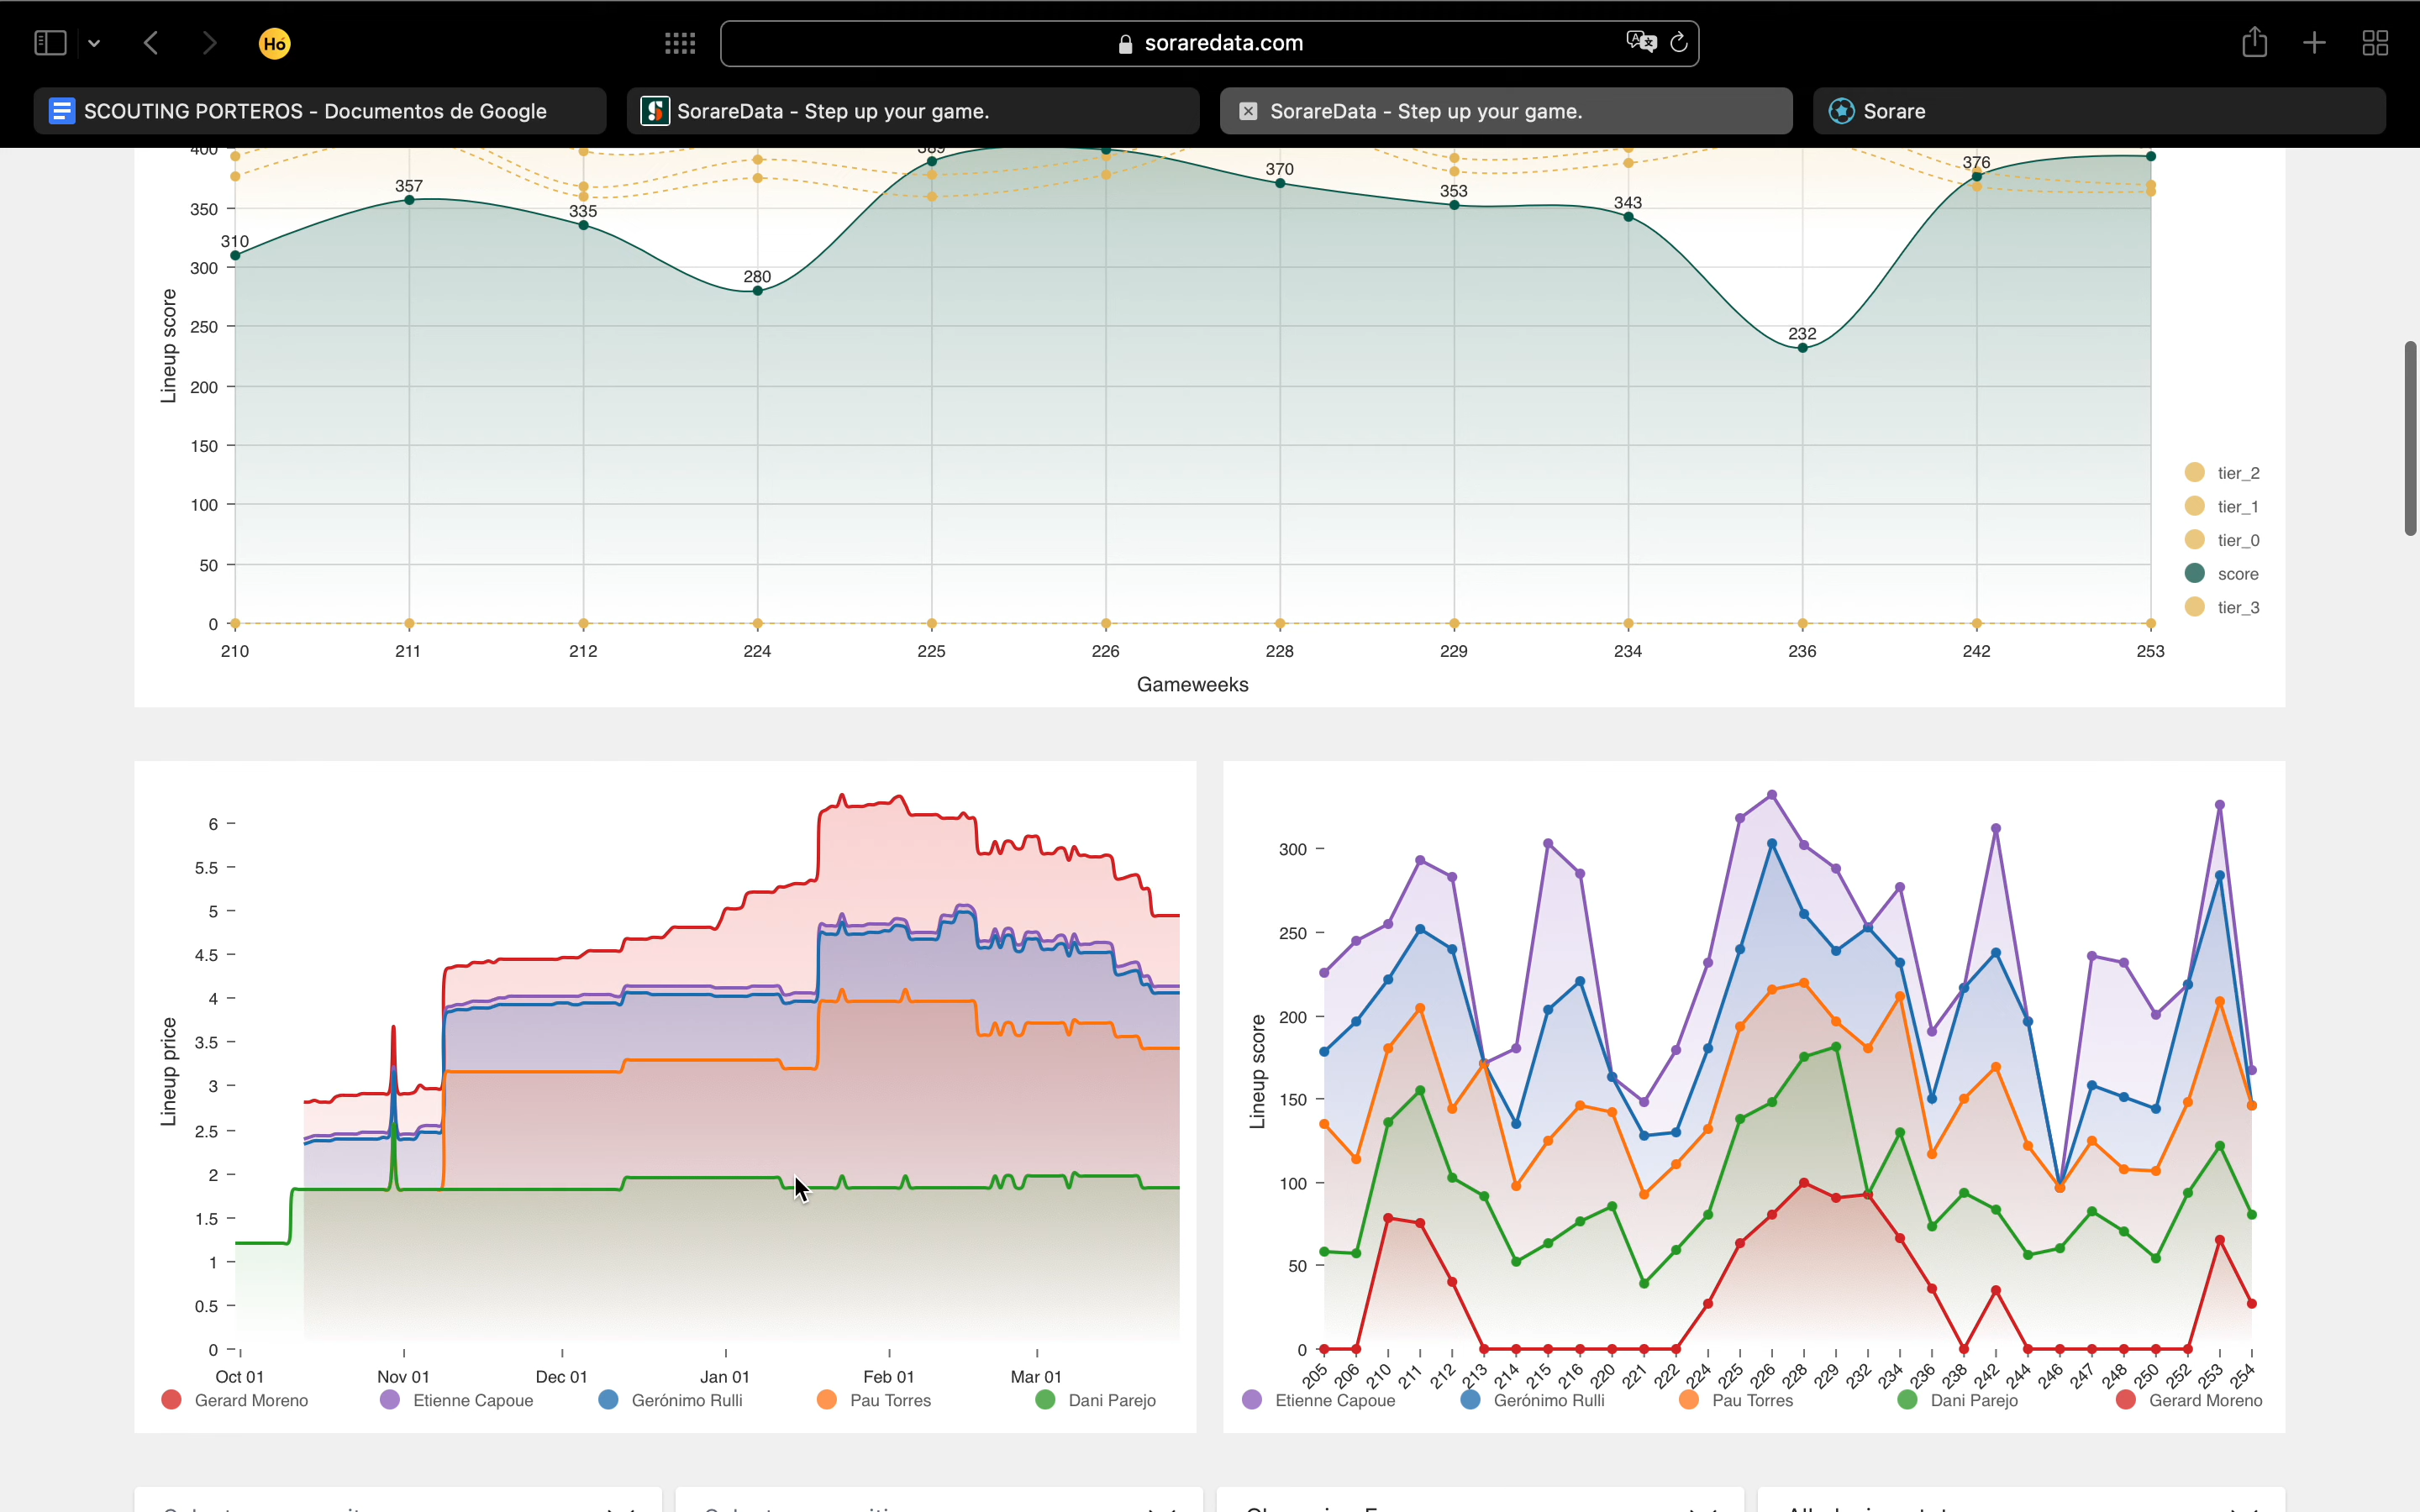 Hó
soraredata.com
SCOUTING PORTEROS - Documentos de Google
SorareData - Step up your game.
SorareData - Step up your game.
Sorare
400
350
300
250
200
150
100
50
0
Lineup score
310
357
335
280
389
370
353
343
232
376
tier_2
tier_1
tier_0
score
tier_3
210 211 212 224 225 226 228 229 234 236 242 253
Gameweeks
6
5.5
5
4.5
4
3.5
3
2.5
2
1.5
1
0.5
0
Lineup price
Oct 01 Nov 01 Dec 01 Jan 01 Feb 01 Mar 01
Gerard Moreno Etienne Capoue Gerónimo Rulli Pau Torres Dani Parejo
300
250
200
150
100
50
0
Lineup score
205 206 210 211 212 213 214 215 216 220 221 222 224 225 226 228 229 232 234 236 238 242 244 246 247 248 250 252 253 254
Etienne Capoue Gerónimo Rulli Pau Torres Dani Parejo Gerard Moreno